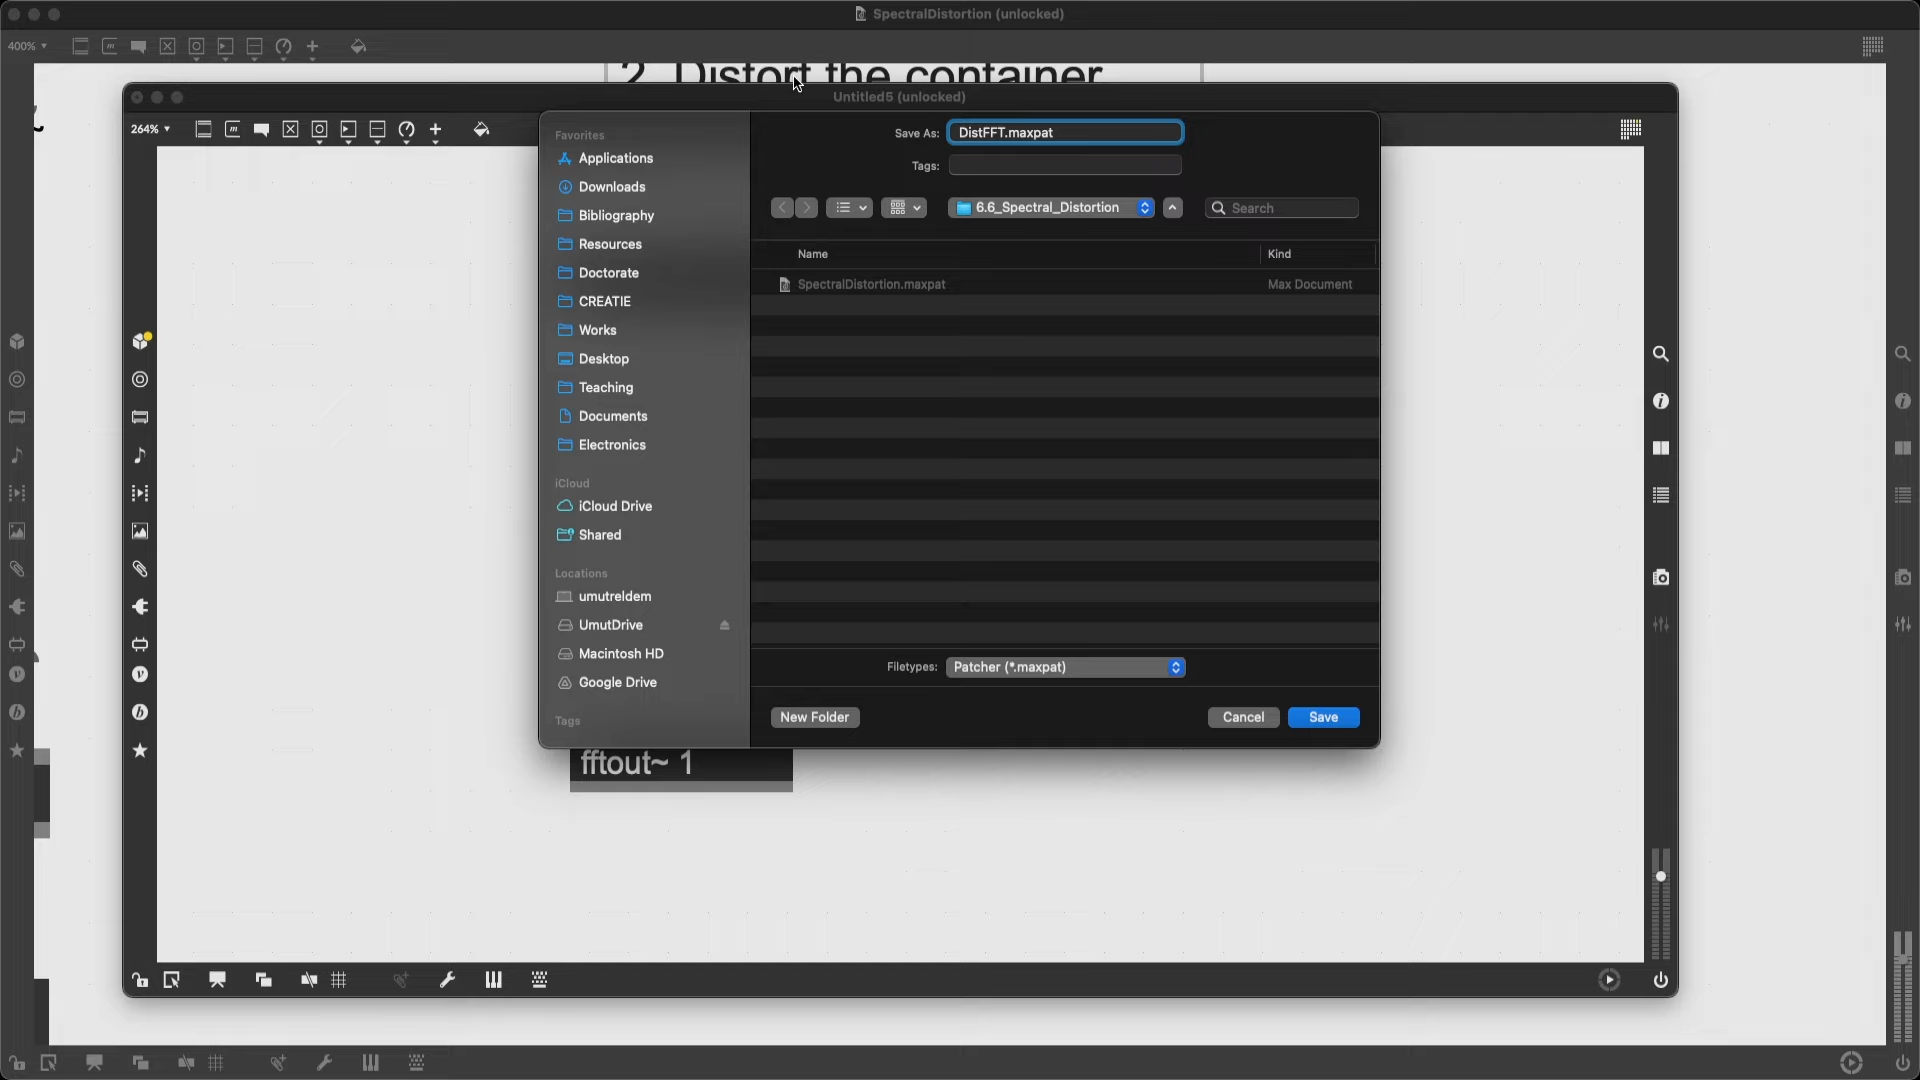 SpectralDistortion (unlocked)
400%
2. Distort the container
Untitled5 (unlocked)
264%
Favorites
Applications
Downloads
Bibliography
Resources
Doctorate
CREATIE
Works
Desktop
Teaching
Documents
Electronics
iCloud
iCloud Drive
Shared
Locations
umutreldem
UmutDrive
Macintosh HD
Google Drive
Tags
Save As: DistFFT.maxpat
Tags:
6.6_Spectral_Distortion
Search
Name Kind
SpectralDistortion.maxpat Max Document
Filetypes: Patcher (*.maxpat)
New Folder Cancel Save
fftout~ 1